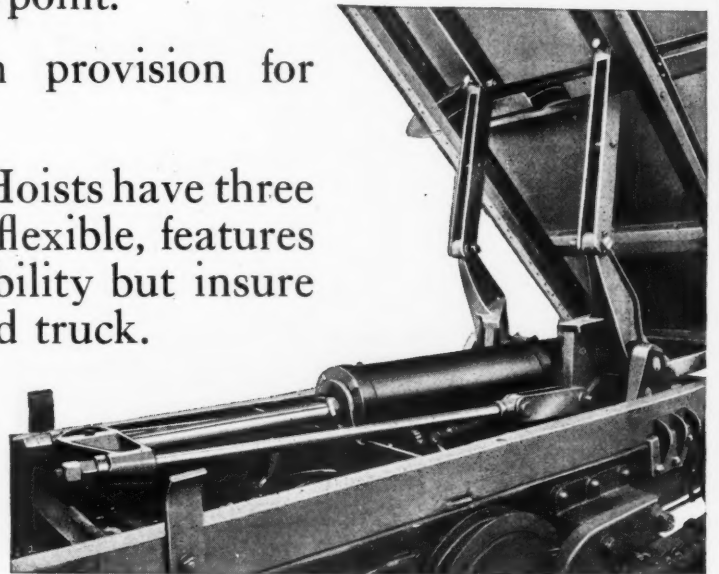 point.
provision for
Hoists have three
flexible, features
bility but insure
d truck.